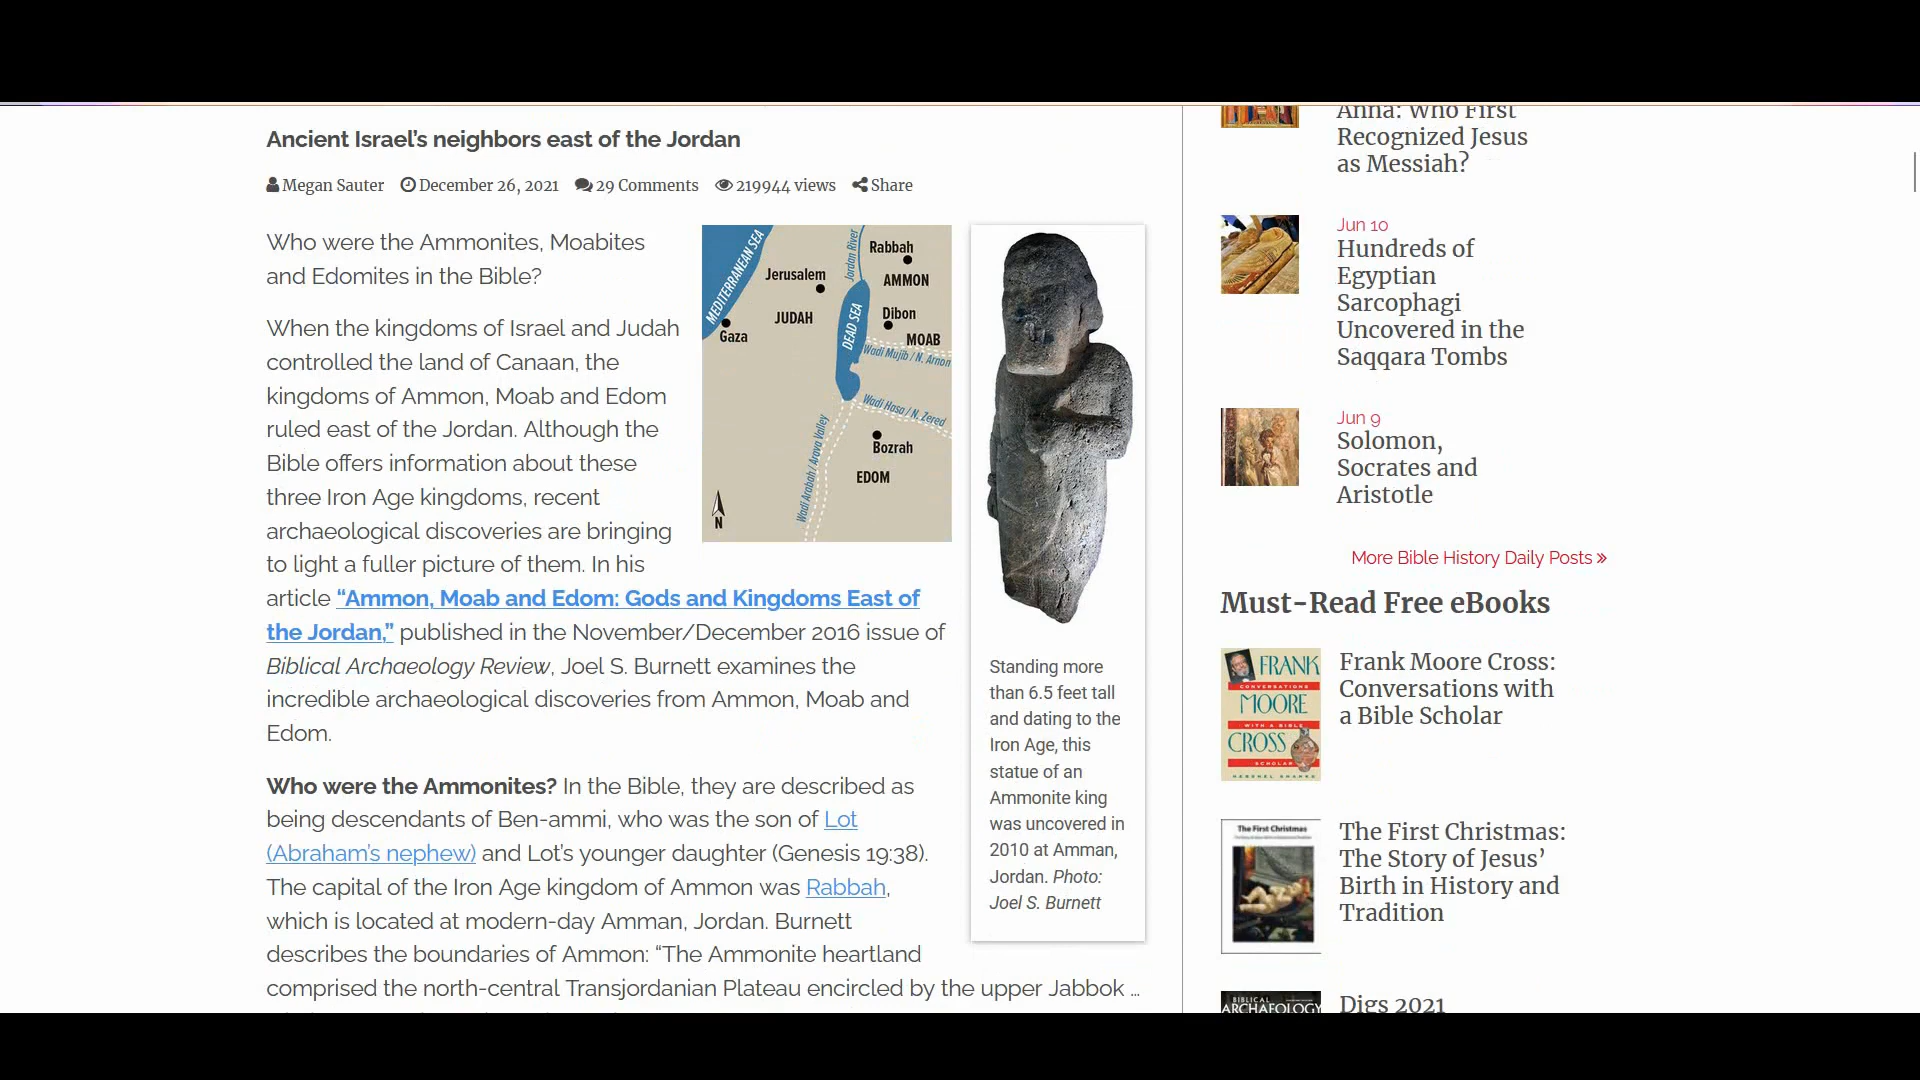 Ancient Israel’s neighbors east of the Jordan
Megan Sauter December 26, 2021 29 Comments 219944 views Share
Who were the Ammonites, Moabites
and Edomites in the Bible?
When the kingdoms of Israel and Judah
controlled the land of Canaan, the
kingdoms of Ammon, Moab and Edom
ruled east of the Jordan. Although the
Bible offers information about these
three Iron Age kingdoms, recent
archaeological discoveries are bringing
to light a fuller picture of them. In his
article “Ammon, Moab and Edom: Gods and Kingdoms East of
the Jordan,” published in the November/December 2016 issue of
Biblical Archaeology Review, Joel S. Burnett examines the
incredible archaeological discoveries from Ammon, Moab and
Edom.
Who were the Ammonites? In the Bible, they are described as
being descendants of Ben-ammi, who was the son of Lot
(Abraham’s nephew) and Lot’s younger daughter (Genesis 19:38).
The capital of the Iron Age kingdom of Ammon was Rabbah,
which is located at modern-day Amman, Jordan. Burnett
describes the boundaries of Ammon: “The Ammonite heartland
comprised the north-central Transjordanian Plateau encircled by the upper Jabbok ...
MEDITERRANEAN SEA
Jordan River
Rabbah
Jerusalem
AMMON
JUDAH
DEAD SEA
Dibon
Gaza
MOAB
Wadi Mujib / N. Arnon
Wadi Hasa / N. Zered
Wadi Arabah / Arava Valley
Bozrah
EDOM
N
Standing more
than 6.5 feet tall
and dating to the
Iron Age, this
statue of an
Ammonite king
was uncovered in
2010 at Amman,
Jordan. Photo:
Joel S. Burnett
Anna: Who First
Recognized Jesus
as Messiah?
Jun 10
Hundreds of
Egyptian
Sarcophagi
Uncovered in the
Saqqara Tombs
Jun 9
Solomon,
Socrates and
Aristotle
More Bible History Daily Posts »
Must-Read Free eBooks
FRANK
CONVERSATIONS
MOORE
WITH A BIBLE
CROSS
SCHOLAR
HERSHEL SHANKS
Frank Moore Cross:
Conversations with
a Bible Scholar
The First Christmas
The First Christmas:
The Story of Jesus’
Birth in History and
Tradition
BIBLICAL
ARCHAEOLOGY
Digs 2021